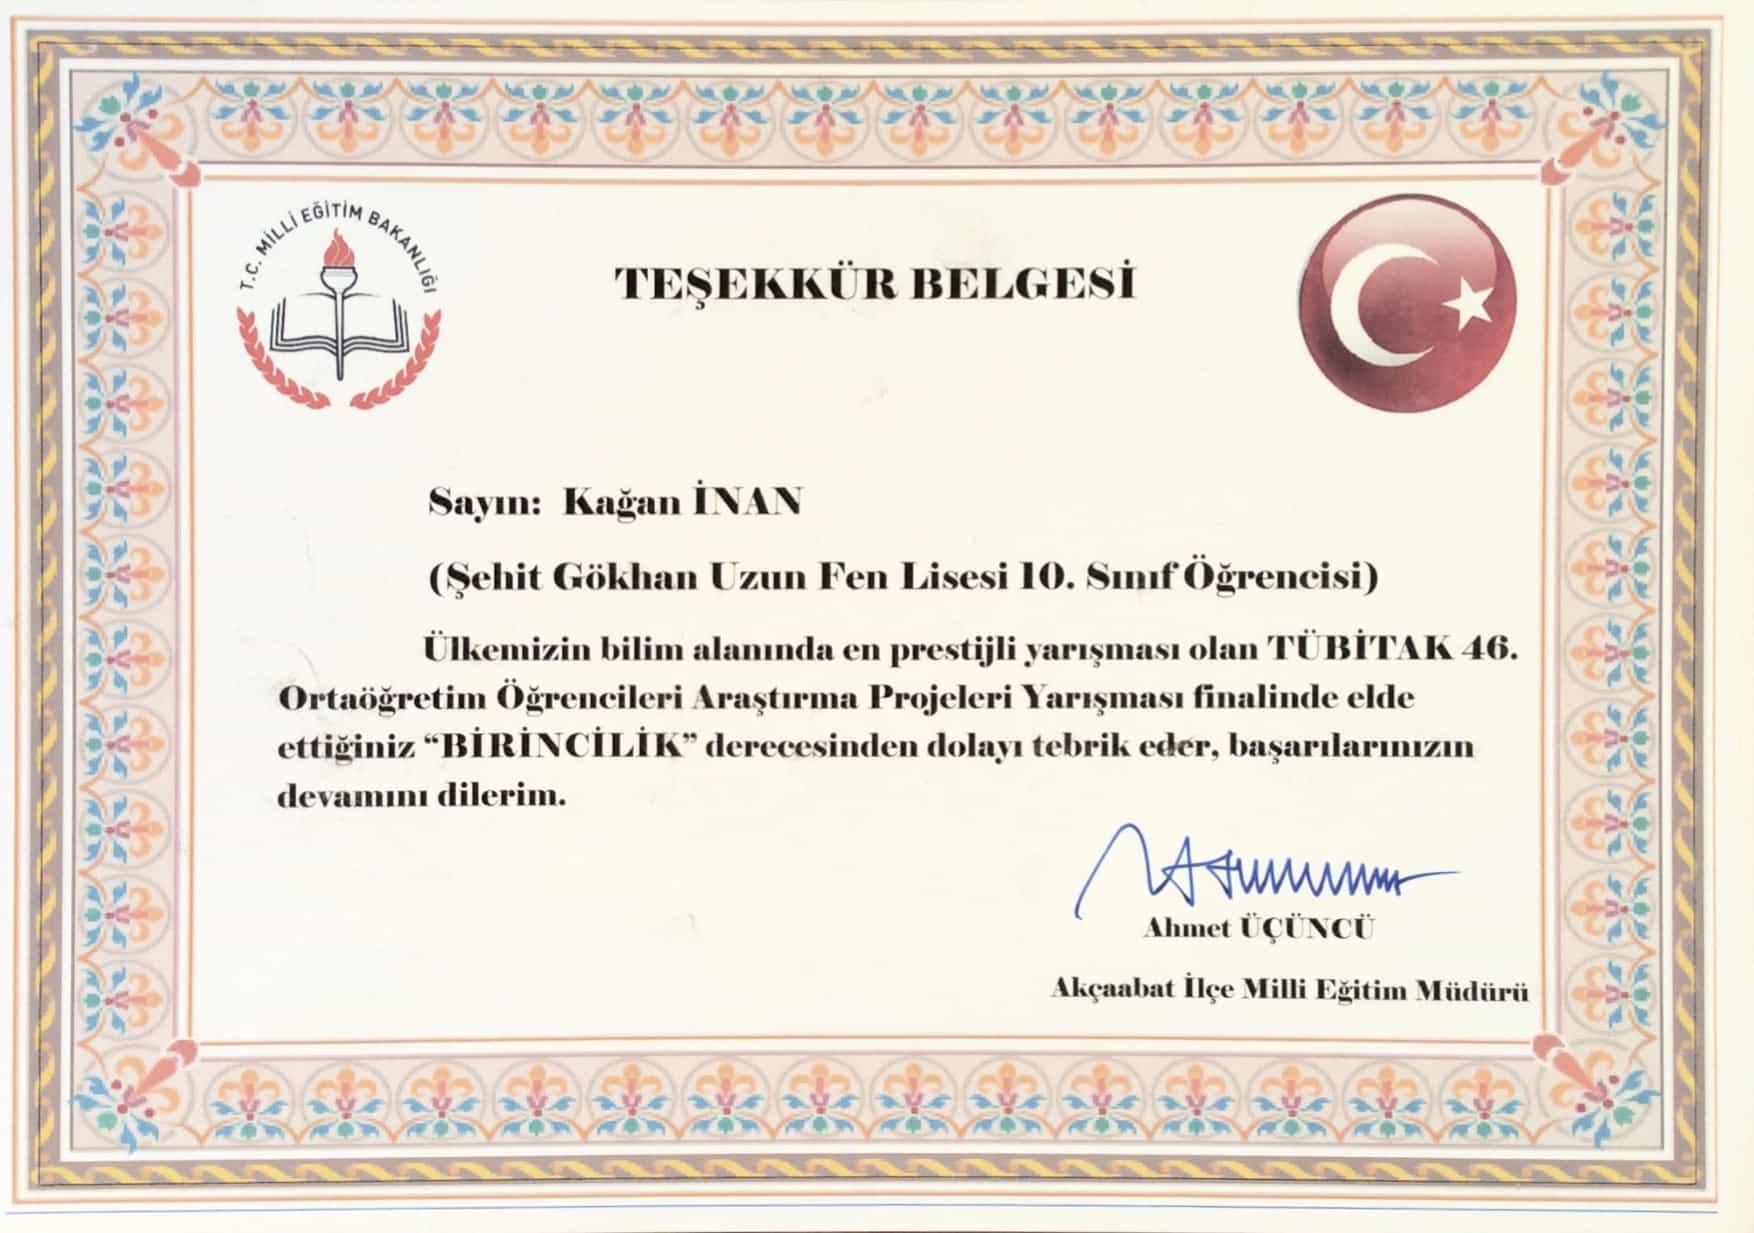 T.C. MİLLİ EĞİTİM BAKANLIĞI
TEŞEKKÜR BELGESİ
Sayın: Kağan İNAN
(Şehit Gökhan Uzun Fen Lisesi 10. Sınıf Öğrencisi)
Ülkemizin bilim alanında en prestijli yarışması olan TÜBİTAK 46.
Ortaöğretim Öğrencileri Araştırma Projeleri Yarışması finalinde elde
ettiğiniz “BİRİNCİLİK” derecesinden dolayı tebrik eder, başarılarınızın
devamını dilerim.
Ahmet ÜÇÜNCÜ
Akçaabat İlçe Milli Eğitim Müdürü